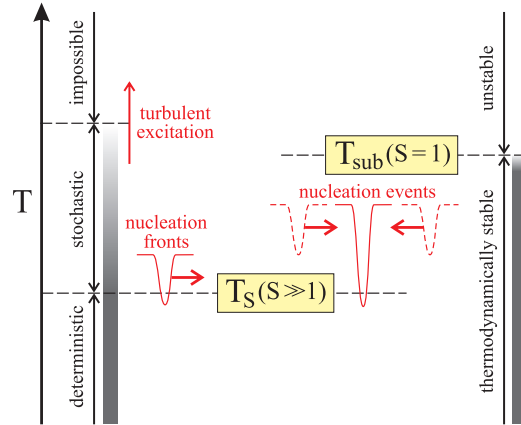 impossible
turbulent
excitation
unstable
T_sub(S=1)
T
stochastic
nucleation events
nucleation
fronts
T_S(S≫1)
deterministic
thermodynamically stable